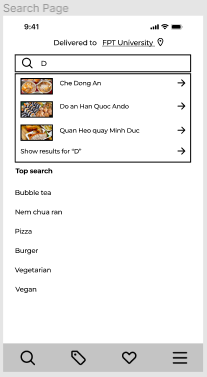 Search Page
9:41
Delivered to FPT University
D
Che Dong An
Do an Han Quoc Ando
Quan Heo quay Minh Duc
Show results for "D"
Top search
Bubble tea
Nem chua ran
Pizza
Burger
Vegetarian
Vegan